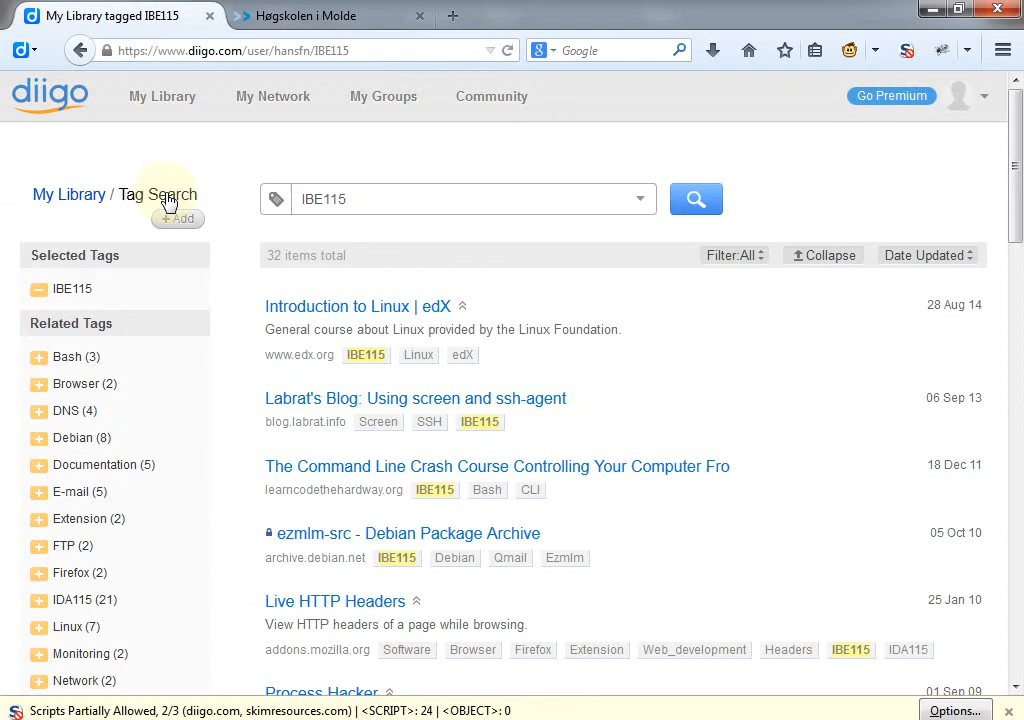 My Library tagged IBE115
Høgskolen i Molde
https://www.diigo.com/user/hansfn/IBE115
Google
diigo
My Library
My Network
My Groups
Community
Go Premium
My Library / Tag Search
+ Add
IBE115
Selected Tags
IBE115
Related Tags
Bash (3)
Browser (2)
DNS (4)
Debian (8)
Documentation (5)
E-mail (5)
Extension (2)
FTP (2)
Firefox (2)
IDA115 (21)
Linux (7)
Monitoring (2)
Network (2)
32 items total
Filter:All
Collapse
Date Updated
Introduction to Linux | edX
28 Aug 14
General course about Linux provided by the Linux Foundation.
www.edx.org IBE115 Linux edX
Labrat's Blog: Using screen and ssh-agent
06 Sep 13
blog.labrat.info Screen SSH IBE115
The Command Line Crash Course Controlling Your Computer Fro
18 Dec 11
learncodethehardway.org IBE115 Bash CLI
ezmlm-src - Debian Package Archive
05 Oct 10
archive.debian.net IBE115 Debian Qmail Ezmlm
Live HTTP Headers
25 Jan 10
View HTTP headers of a page while browsing.
addons.mozilla.org Software Browser Firefox Extension Web_development Headers IBE115 IDA115
Process Hacker
01 Sep 09
Scripts Partially Allowed, 2/3 (diigo.com, skimresources.com) | <SCRIPT>: 24 | <OBJECT>: 0
Options...